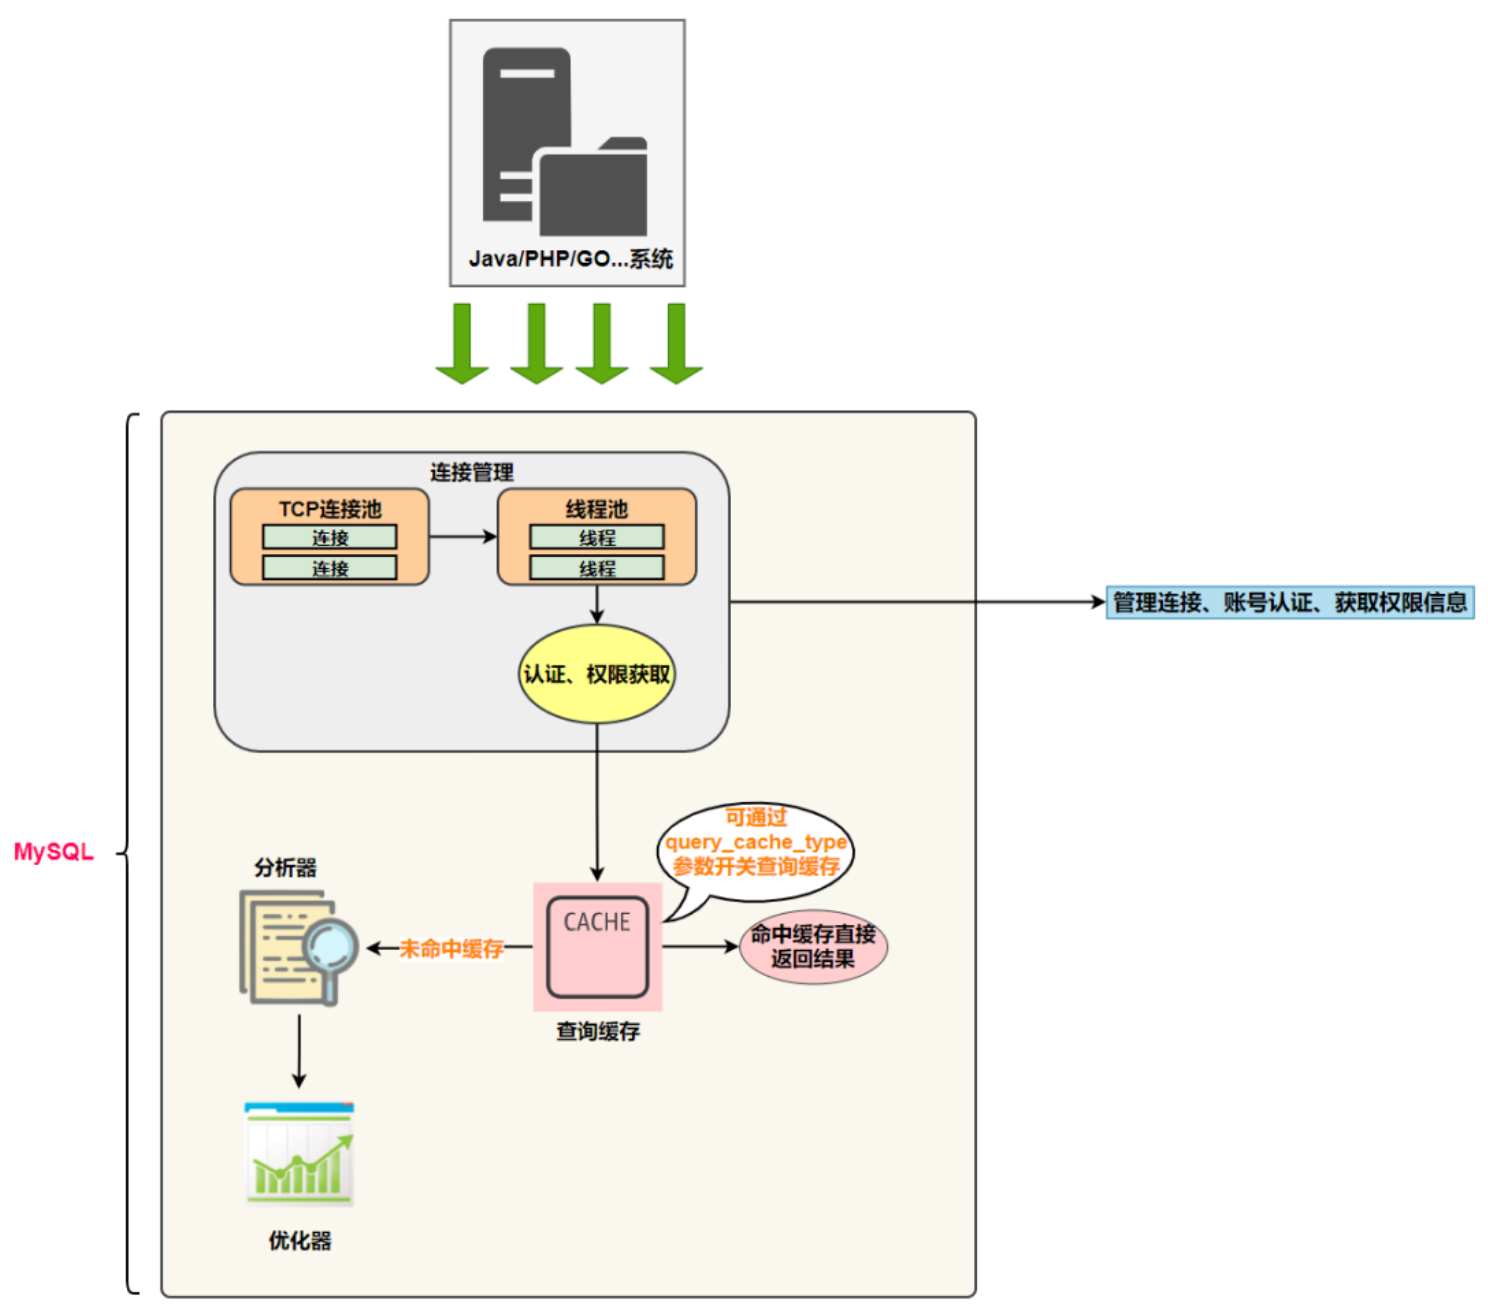 Java/PHP/GO...系统
连接管理
TCP连接池
连接
连接
线程池
线程
线程
管理连接、账号认证、获取权限信息
认证、权限获取
可通过
query_cache_type
参数开关查询缓存
MySQL
分析器
CACHE
未命中缓存
命中缓存直接
返回结果
查询缓存
优化器